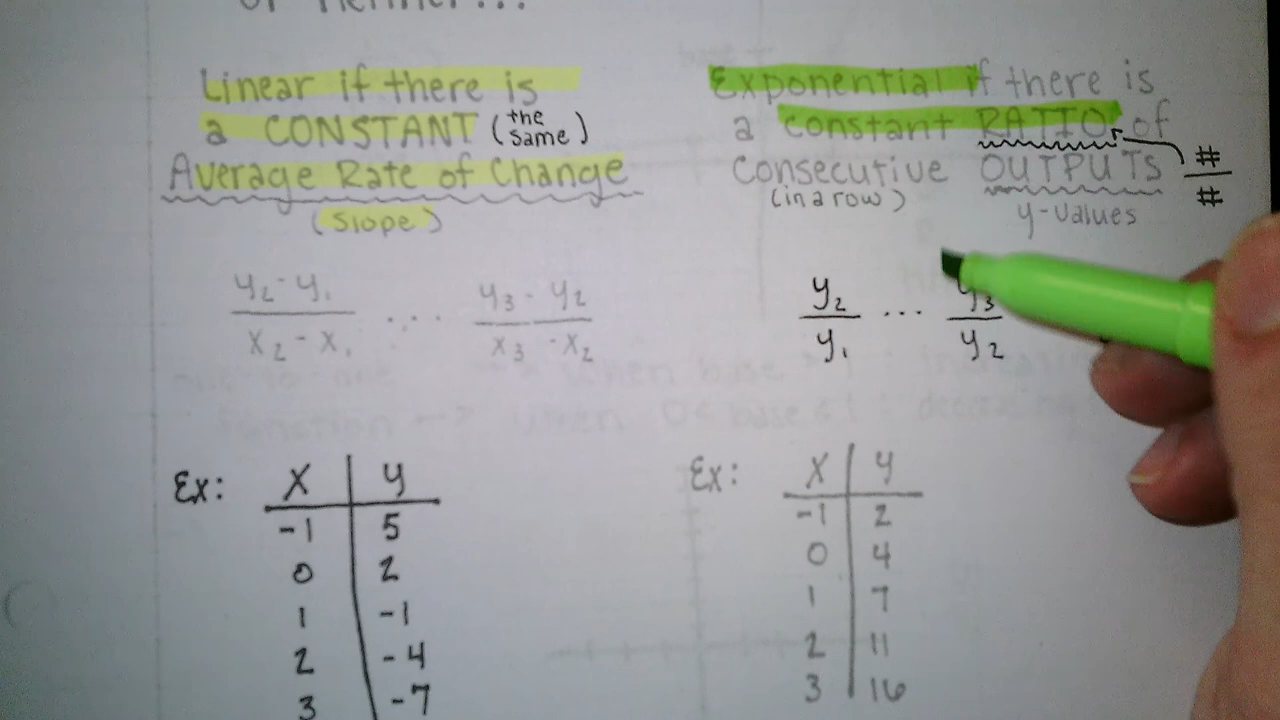 or neither...
Linear if there is
a CONSTANT (the same)
Average Rate of Change
(slope)
y₂ - y₁ / x₂ - x₁ ... y₃ - y₂ / x₃ - x₂
Exponential if there is
a constant RATIO of
consecutive OUTPUTS
(in a row) y-values
# / #
y₂ / y₁ ... y₃ / y₂
Ex: x | y
-1 | 5
0 | 2
1 | -1
2 | -4
3 | -7
Ex: x | y
-1 | 2
0 | 4
1 | 7
2 | 11
3 | 16